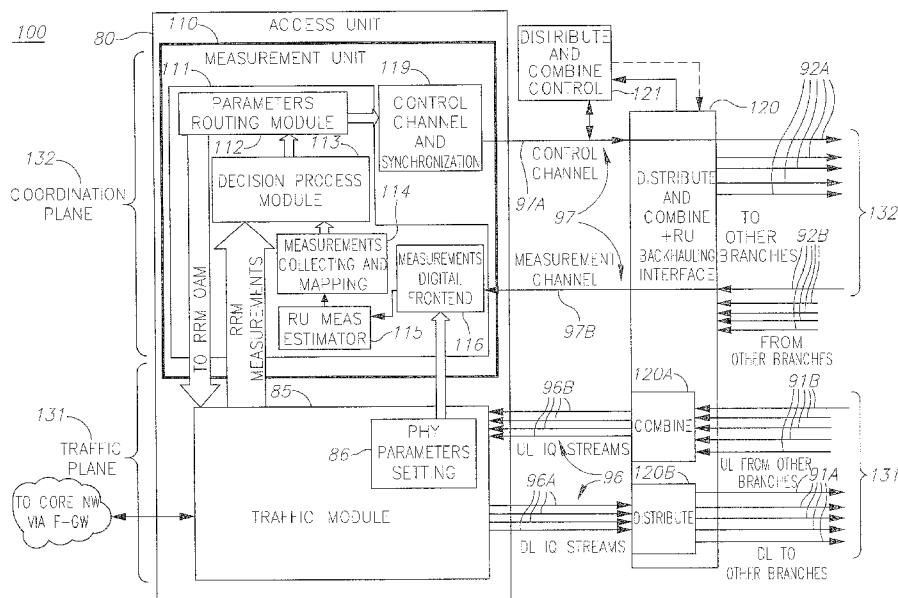 100
80
ACCESS UNIT
110
MEASUREMENT UNIT
111
119
PARAMETERS
ROUTING MODULE
112
113
CONTROL
CHANNEL
AND
SYNCHRONIZATION
DECISION PROCESS
MODULE
114
MEASUREMENTS
COLLECTING AND
MAPPING
MEASUREMENTS
DIGITAL
FRONTEND
RU MEAS
ESTIMATOR
115
116
TO RRM OAM
RRM
MEASUREMENTS
132
COORDINATION
PLANE
131
TRAFFIC
PLANE
TO CORE NW
VIA F-GW
85
86
PHY
PARAMETERS
SETTING
TRAFFIC MODULE
DISIRIBUTE
AND
COMBINE
CONTROL
121
120
92A
CONTROL
CHANNEL
97A
97
MEASUREMENT
CHANNEL
97B
DISTRIBUTE
AND
COMBINE
+RU
BACKHAULING
INTERFACE
TO
OTHER
BRANCHES
132
92B
FROM
OTHER BRANCHES
120A
91B
96B
COMBINE
UL IQ STREAMS
UL FROM OTHER
BRANCHES
96
96A
120B
91A
131
DISTRIBUTE
DL IQ STREAMS
DL TO
OTHER BRANCHES